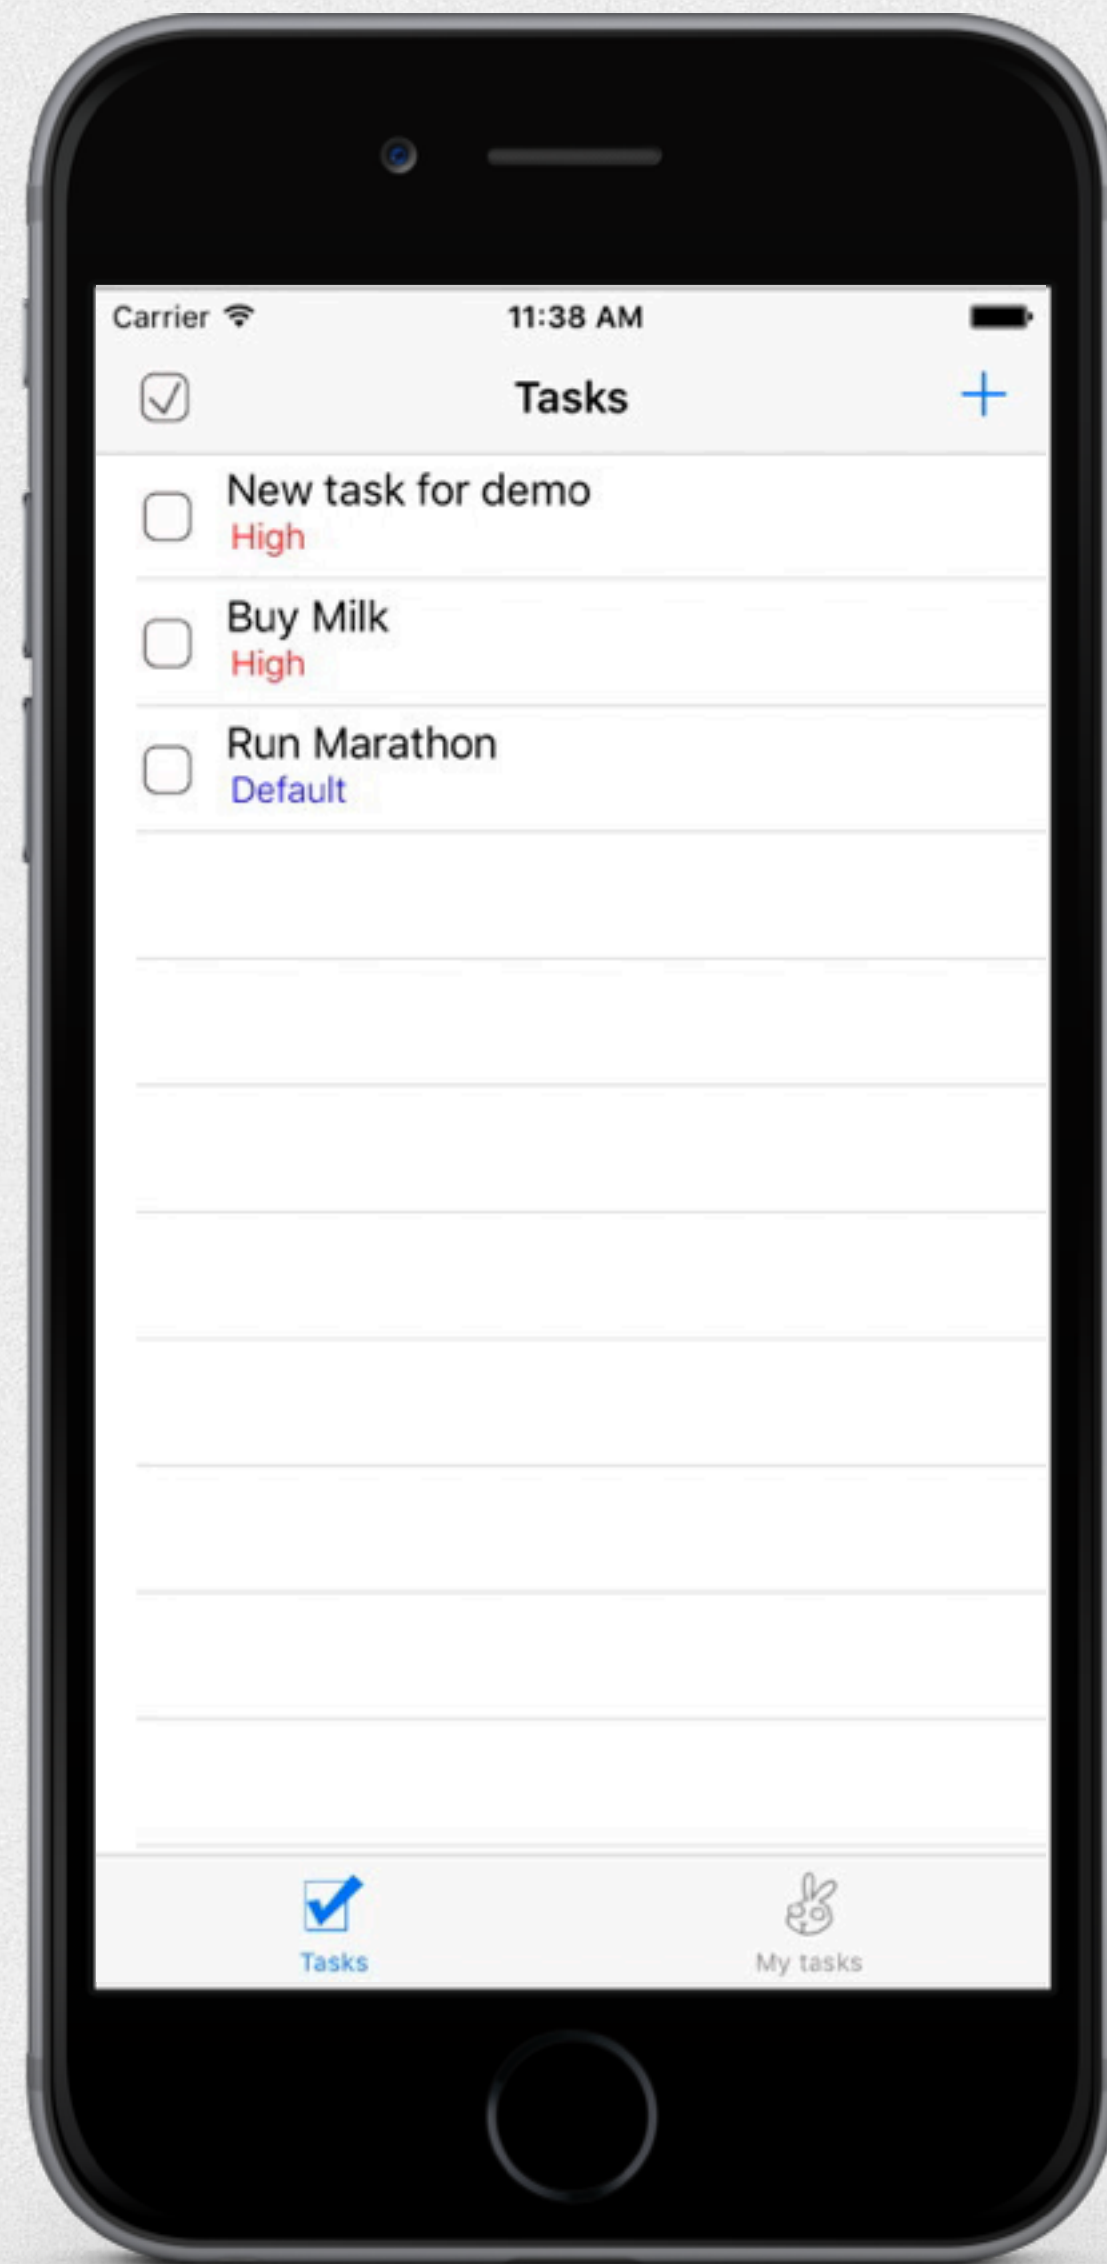 Carrier 11:38 AM
Tasks
New task for demo
High
Buy Milk
High
Run Marathon
Default
Tasks My tasks